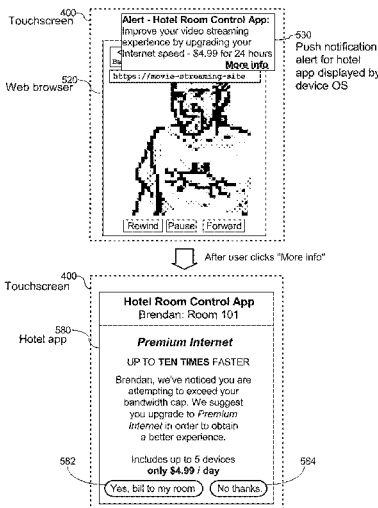 400
Touchscreen
Alert - Hotel Room Control App:
Improve your video streaming
experience by upgrading your
Internet speed - $4.99 for 24 hours
More info
530
Push notification
alert for hotel
app displayed by
device OS
520
Web browser
https://movie-streaming-site
Rewind Pause Forward
After user clicks "More info"
400
Touchscreen
Hotel Room Control App
Brendan: Room 101
580
Hotel app
Premium Internet
UP TO TEN TIMES FASTER
Brendan, we've noticed you are
attempting to exceed your
bandwidth cap. We suggest
you upgrade to Premium
Internet in order to obtain
a better experience.
Includes up to 5 devices
only $4.99 / day
582
584
Yes, bill to my room No thanks.